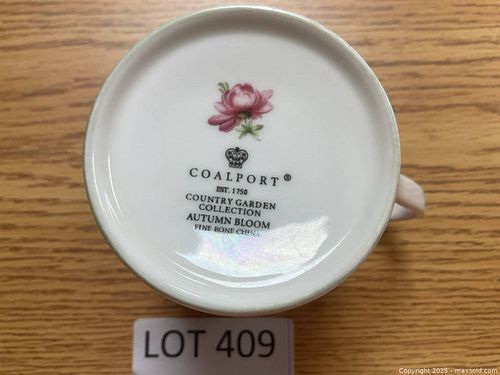 COALPORT®
EST. 1750
COUNTRY GARDEN
COLLECTION
AUTUMN BLOOM
FINE BONE CHINA
LOT 409
Copyright 2025 - maxsold.com